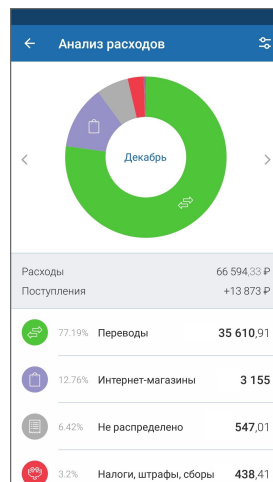 Анализ расходов
Декабрь
Расходы 66 594,33 ₽
Поступления +13 873 ₽
77.19% Переводы 35 610,91
12.76% Интернет-магазины 3 155
6.42% Не распределено 547,01
3.2% Налоги, штрафы, сборы 438,41